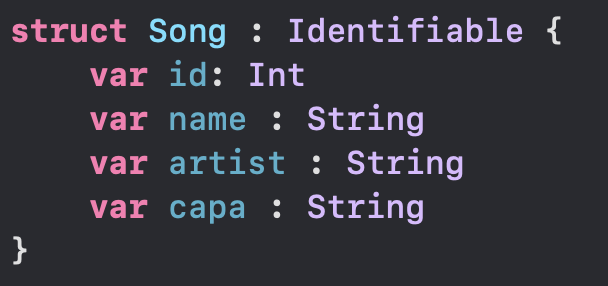 struct Song : Identifiable {
    var id: Int
    var name : String
    var artist : String
    var capa : String
}